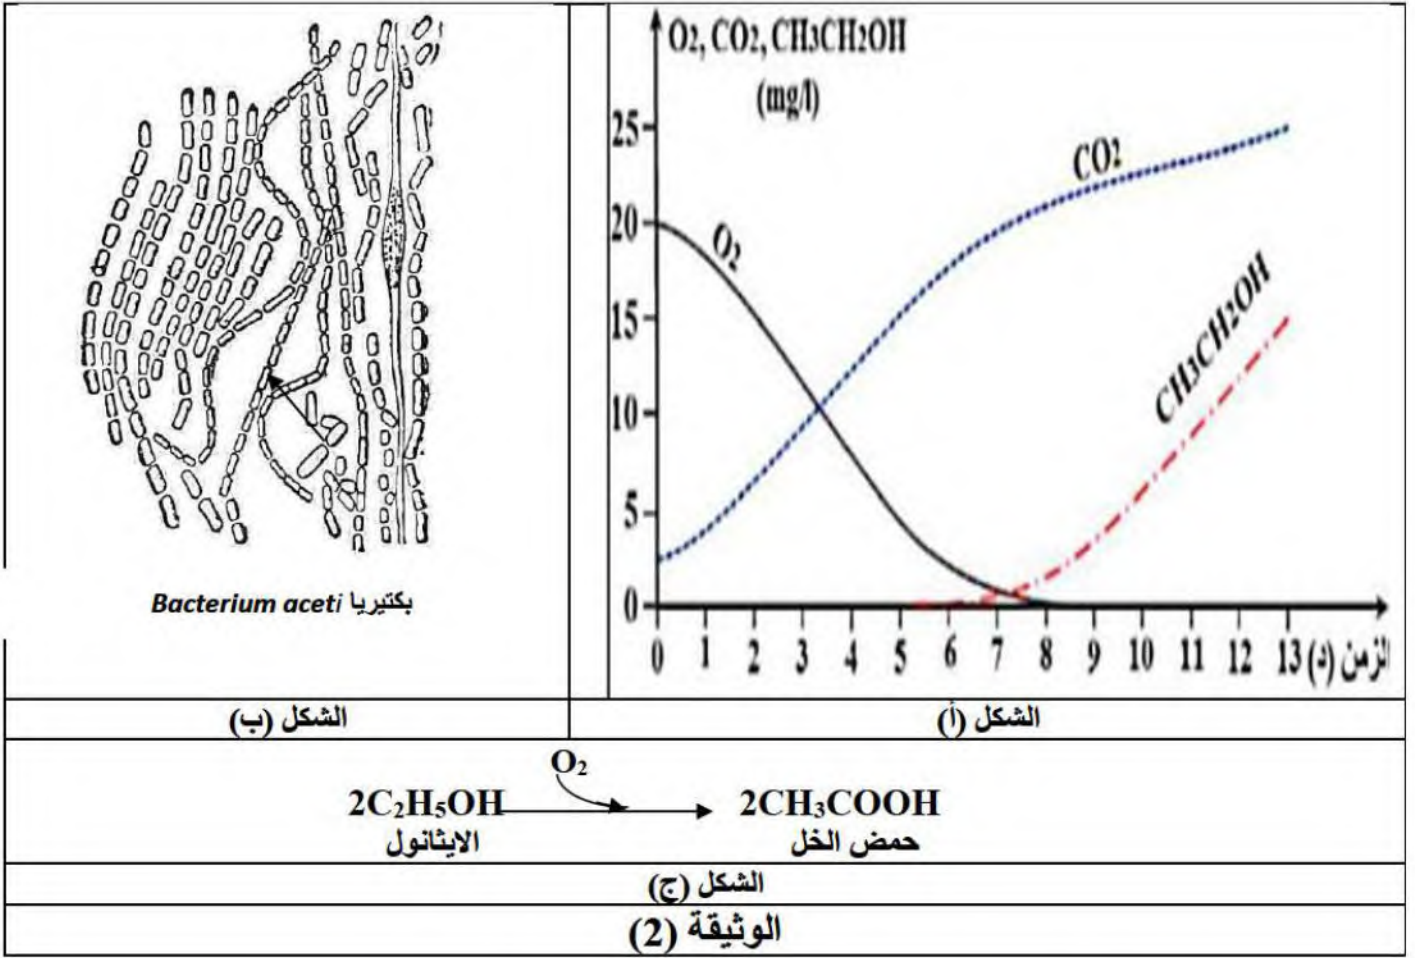 O2, CO2, CH3CH2OH
(mg/l)
25
20
15
10
5
0
O2
CO2
CH3CH2OH
0 1 2 3 4 5 6 7 8 9 10 11 12 13 الزمن (د)
بكتيريا Bacterium aceti
الشكل (أ)
الشكل (ب)
O2
2C2H5OH 2CH3COOH
الايثانول حمض الخل
الشكل (ج)
الوثيقة (2)